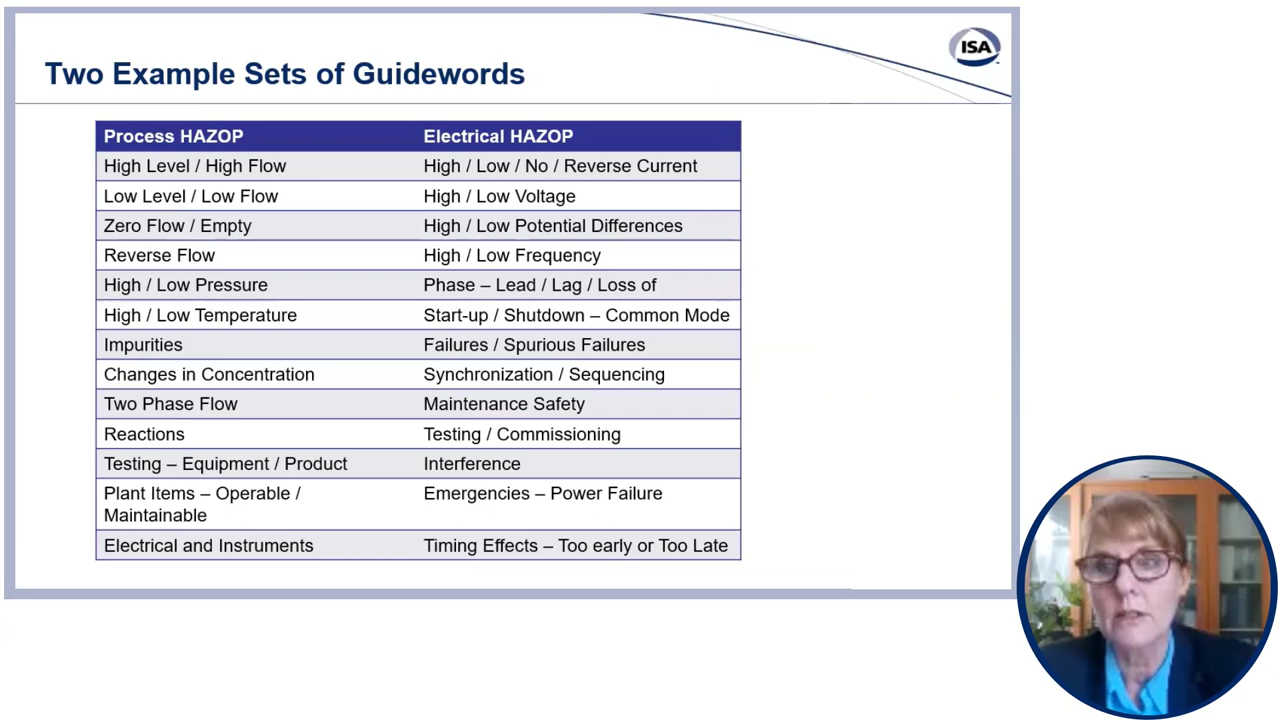 Two Example Sets of Guidewords
ISA
Process HAZOP Electrical HAZOP
High Level / High Flow High / Low / No / Reverse Current
Low Level / Low Flow High / Low Voltage
Zero Flow / Empty High / Low Potential Differences
Reverse Flow High / Low Frequency
High / Low Pressure Phase – Lead / Lag / Loss of
High / Low Temperature Start-up / Shutdown – Common Mode
Impurities Failures / Spurious Failures
Changes in Concentration Synchronization / Sequencing
Two Phase Flow Maintenance Safety
Reactions Testing / Commissioning
Testing – Equipment / Product Interference
Plant Items – Operable / Emergencies – Power Failure
Maintainable
Electrical and Instruments Timing Effects – Too early or Too Late